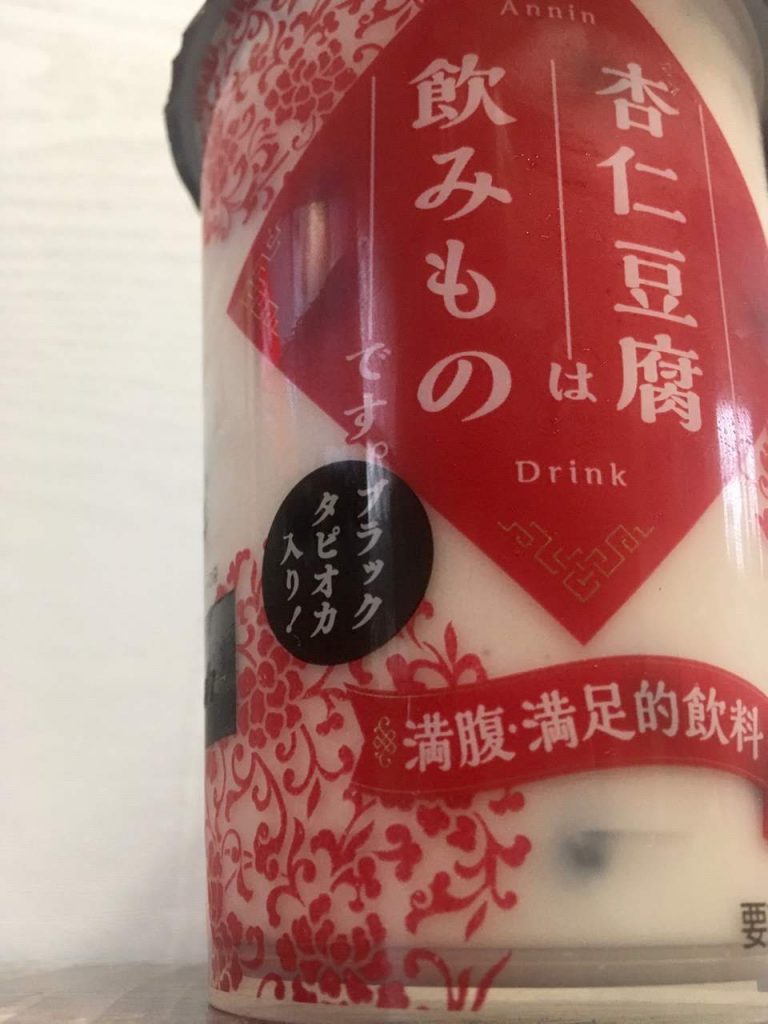 Annin
杏仁豆腐
は
飲みもの
です。
Drink
ブラック
タピオカ
入り!
満腹・満足的飲料
要